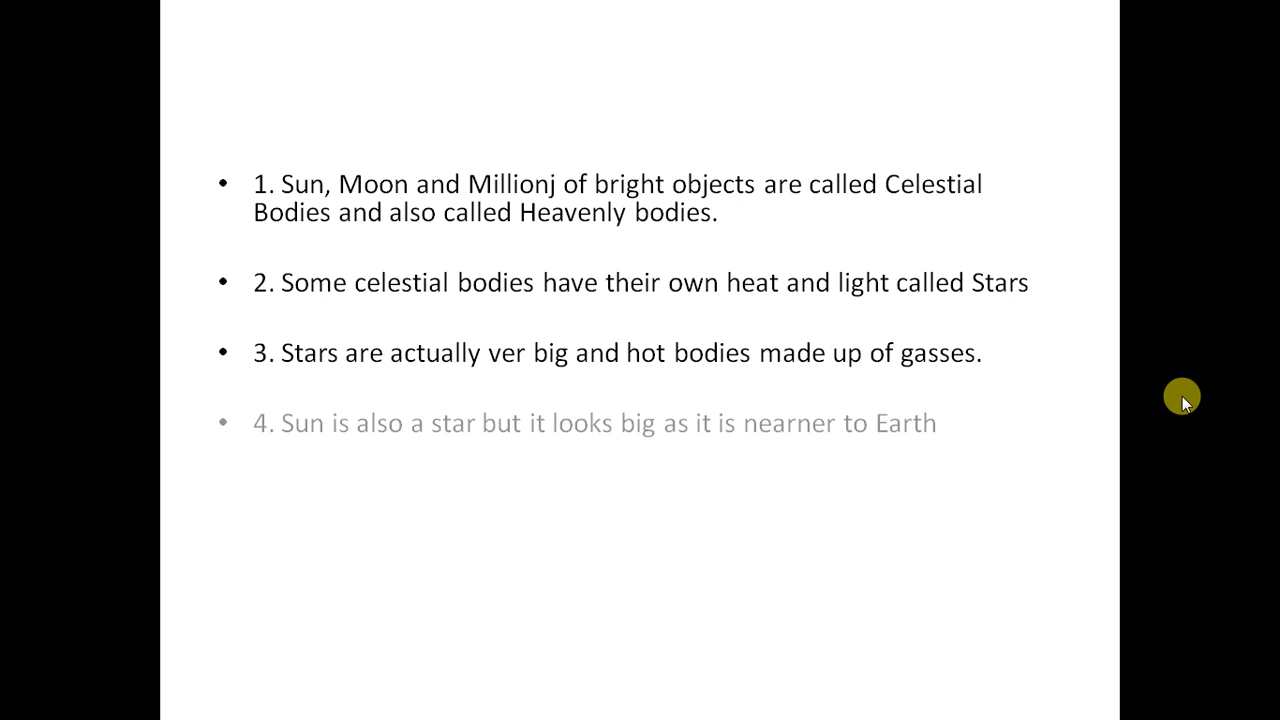 • 1. Sun, Moon and Millionj of bright objects are called Celestial
Bodies and also called Heavenly bodies.
• 2. Some celestial bodies have their own heat and light called Stars
• 3. Stars are actually ver big and hot bodies made up of gasses.
• 4. Sun is also a star but it looks big as it is nearner to Earth